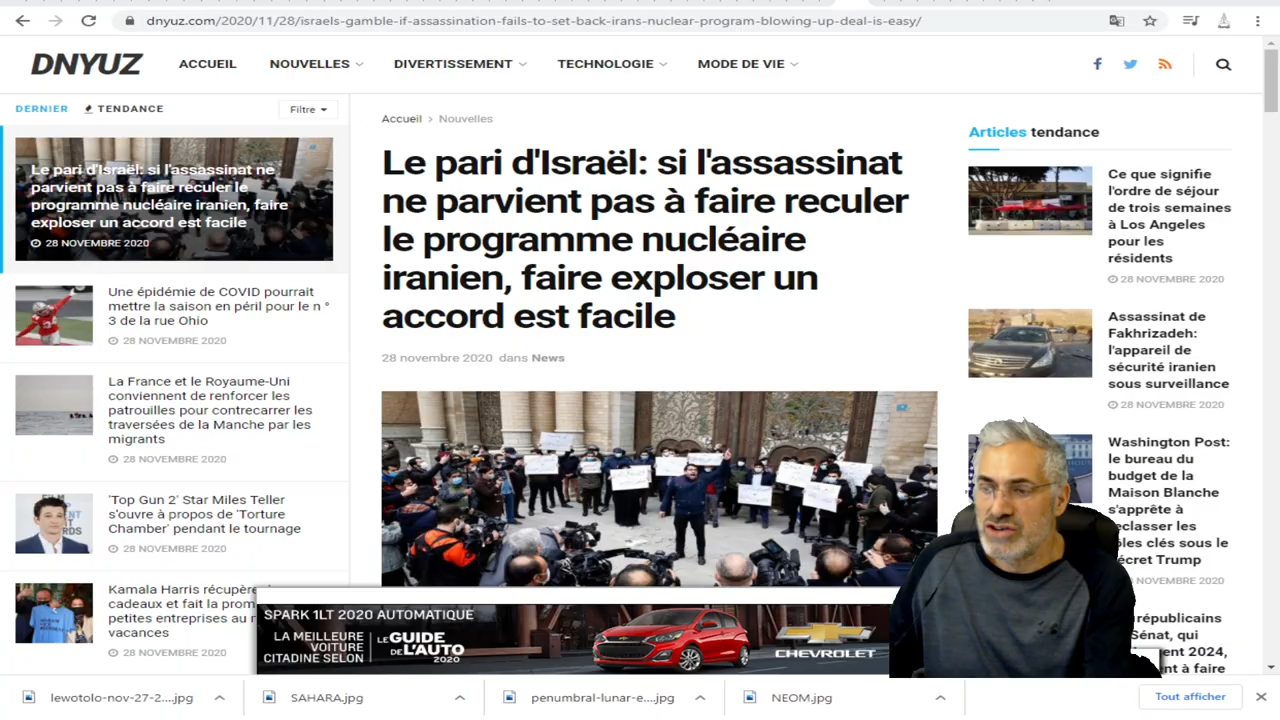 dnyuz.com/2020/11/28/israels-gamble-if-assassination-fails-to-set-back-irans-nuclear-program-blowing-up-deal-is-easy/
DNYUZ
ACCUEIL
NOUVELLES
DIVERTISSEMENT
TECHNOLOGIE
MODE DE VIE
DERNIER
TENDANCE
Filtre
Le pari d'Israël: si l'assassinat ne
parvient pas à faire reculer le
programme nucléaire iranien, faire
exploser un accord est facile
28 NOVEMBRE 2020
Une épidémie de COVID pourrait
mettre la saison en péril pour le n °
3 de la rue Ohio
28 NOVEMBRE 2020
La France et le Royaume-Uni
conviennent de renforcer les
patrouilles pour contrecarrer les
traversées de la Manche par les
migrants
28 NOVEMBRE 2020
'Top Gun 2' Star Miles Teller
s'ouvre à propos de 'Torture
Chamber' pendant le tournage
28 NOVEMBRE 2020
Kamala Harris récupère
cadeaux et fait la prom
petites entreprises au
vacances
28 NOVEMBRE 2020
Accueil > Nouvelles
Le pari d'Israël: si l'assassinat
ne parvient pas à faire reculer
le programme nucléaire
iranien, faire exploser un
accord est facile
28 novembre 2020 dans News
SPARK 1LT 2020 AUTOMATIQUE
LA MEILLEURE
VOITURE
CITADINE SELON
LE GUIDE
DE L'AUTO
2020
CHEVROLET
Articles tendance
Ce que signifie
l'ordre de séjour
de trois semaines
à Los Angeles
pour les
résidents
28 NOVEMBRE 2020
Assassinat de
Fakhrizadeh:
l'appareil de
sécurité iranien
sous surveillance
28 NOVEMBRE 2020
Washington Post:
le bureau du
budget de la
Maison Blanche
s'apprête à
eclasser les
ôles clés sous le
écret Trump
NOVEMBRE 2020
républicains
Sénat, qui
ent 2024,
nt à faire
lewotolo-nov-27-2....jpg
SAHARA.jpg
penumbral-lunar-e....jpg
NEOM.jpg
Tout afficher